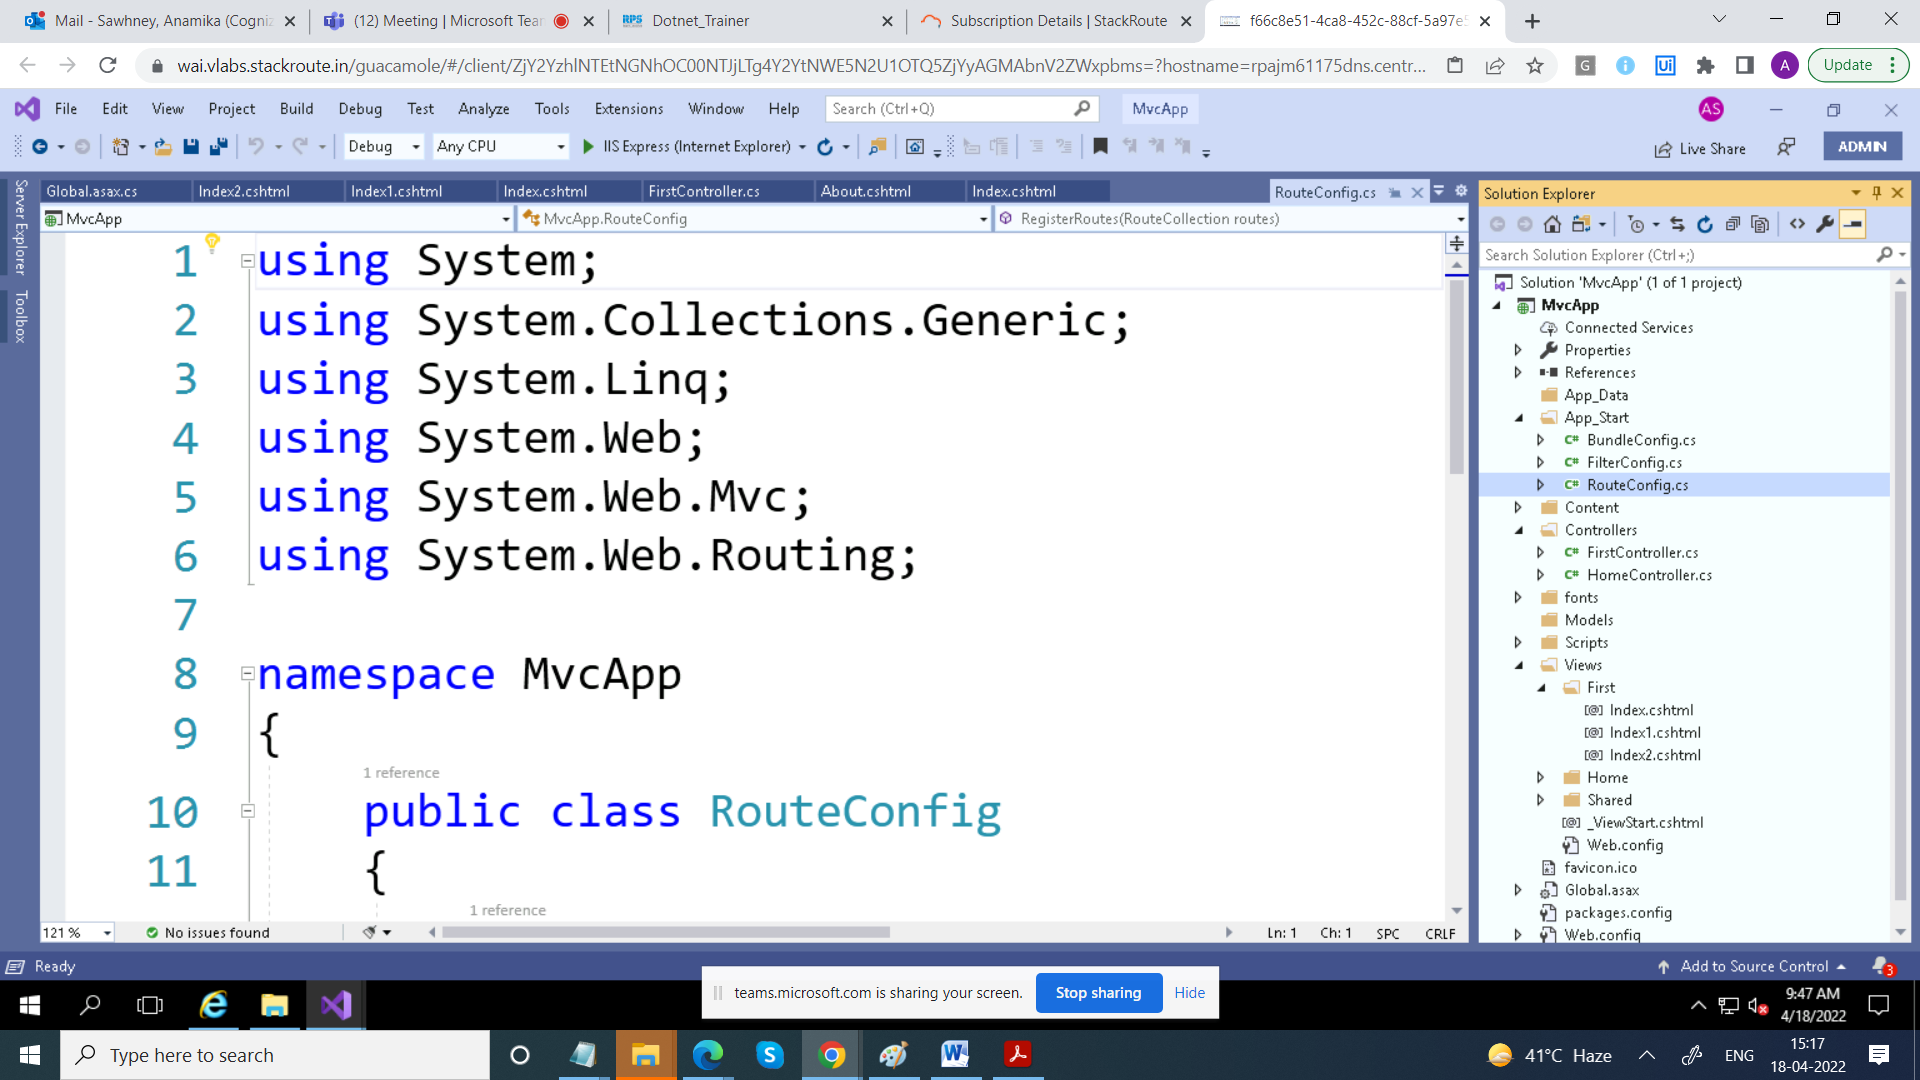 Mail - Sawhney, Anamika (Cogniz
(12) Meeting | Microsoft Tear
RPS Dotnet_Trainer
Subscription Details | StackRoute
f66c8e51-4ca8-452c-88cf-5a97e5
wai.vlabs.stackroute.in/guacamole/#/client/ZjY2YzhlNTEtNGNhOC00NTJjLTg4Y2YtNWE5N2U1OTQ5ZjYyAGMAbnV2ZWxpbms=?hostname=rpajm61175dns.centr...
A
Update
File Edit View Project Build Debug Test Analyze Tools Extensions Window Help
Search (Ctrl+Q)
MvcApp
AS
Debug
Any CPU
IIS Express (Internet Explorer)
Live Share
ADMIN
Server Explorer
Toolbox
Global.asax.cs
Index2.cshtml
Index1.cshtml
Index.cshtml
FirstController.cs
About.cshtml
Index.cshtml
RouteConfig.cs
MvcApp
MvcApp.RouteConfig
RegisterRoutes(RouteCollection routes)
1 using System;
2 using System.Collections.Generic;
3 using System.Linq;
4 using System.Web;
5 using System.Web.Mvc;
6 using System.Web.Routing;
7
8 namespace MvcApp
9 {
1 reference
10 public class RouteConfig
11 {
1 reference
121 %
No issues found
Ln: 1 Ch: 1 SPC CRLF
Solution Explorer
Search Solution Explorer (Ctrl+;)
Solution 'MvcApp' (1 of 1 project)
MvcApp
Connected Services
Properties
References
App_Data
App_Start
C# BundleConfig.cs
C# FilterConfig.cs
C# RouteConfig.cs
Content
Controllers
C# FirstController.cs
C# HomeController.cs
fonts
Models
Scripts
Views
First
[@] Index.cshtml
[@] Index1.cshtml
[@] Index2.cshtml
Home
Shared
[@] _ViewStart.cshtml
Web.config
favicon.ico
Global.asax
packages.config
Web.config
Ready
Add to Source Control
3
teams.microsoft.com is sharing your screen.
Stop sharing
Hide
9:47 AM
4/18/2022
Type here to search
41°C Haze
ENG
15:17
18-04-2022